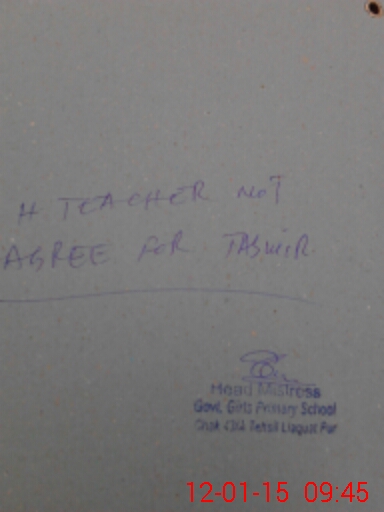 H TEACHER NOT
AGREE FOR TASWIR
Head Mistress
Govt. Girls Primary School
Chak Tehsil Liaquat Pur
12-01-15 09:45